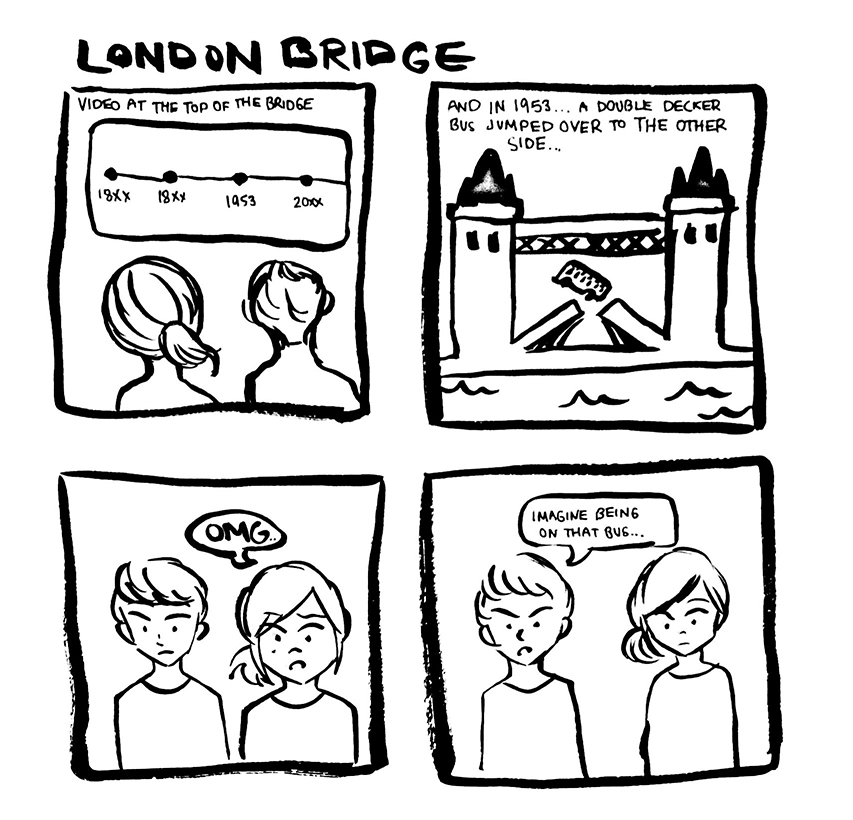 LONDON BRIDGE
VIDEO AT THE TOP OF THE BRIDGE
18XX 18XX 1953 20XX
AND IN 1953... A DOUBLE DECKER
BUS JUMPED OVER TO THE OTHER
SIDE...
OMG..
IMAGINE BEING
ON THAT BUS...